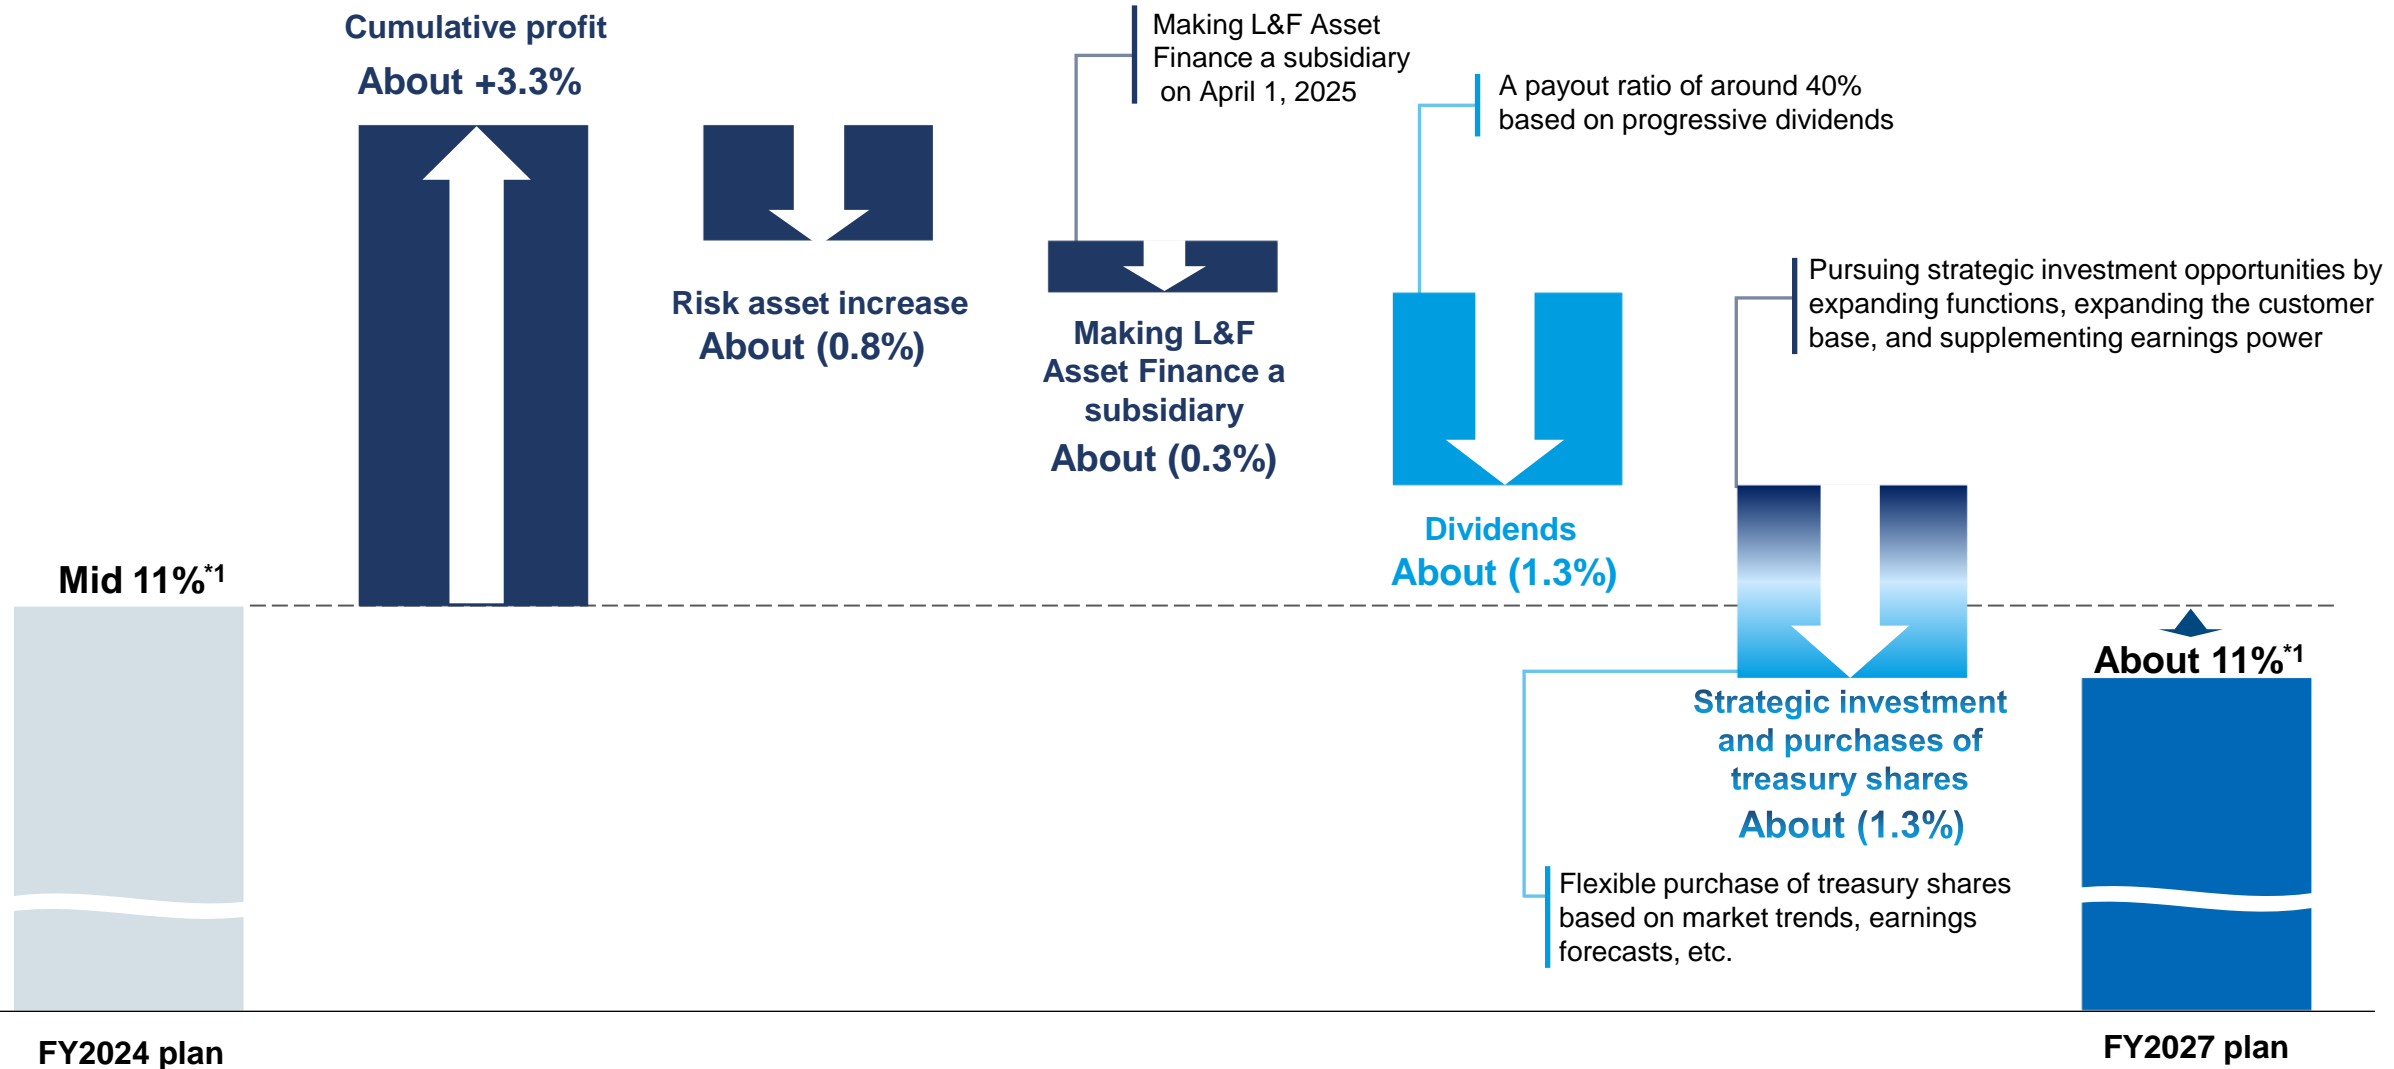 Cumulative profit
About +3.3%
Making L&F Asset
Finance a subsidiary
on April 1, 2025
A payout ratio of around 40%
based on progressive dividends
Risk asset increase
About (0.8%)
Making L&F
Asset Finance a
subsidiary
About (0.3%)
Pursuing strategic investment opportunities by
expanding functions, expanding the customer
base, and supplementing earnings power
Dividends
About (1.3%)
Mid 11%*1
About 11%*1
Strategic investment
and purchases of
treasury shares
About (1.3%)
Flexible purchase of treasury shares
based on market trends, earnings
forecasts, etc.
FY2024 plan
FY2027 plan